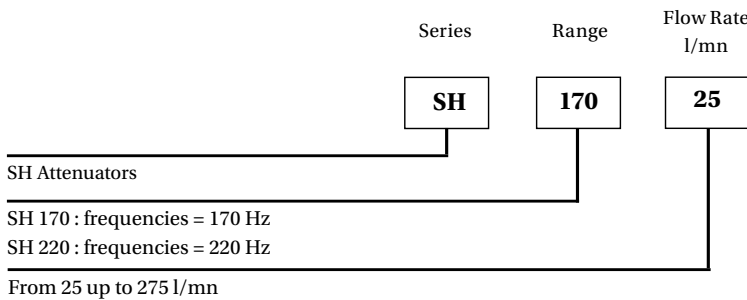 Series Range Flow Rate
l/mn
SH 170 25
SH Attenuators
SH 170 : frequencies = 170 Hz
SH 220 : frequencies = 220 Hz
From 25 up to 275 l/mn